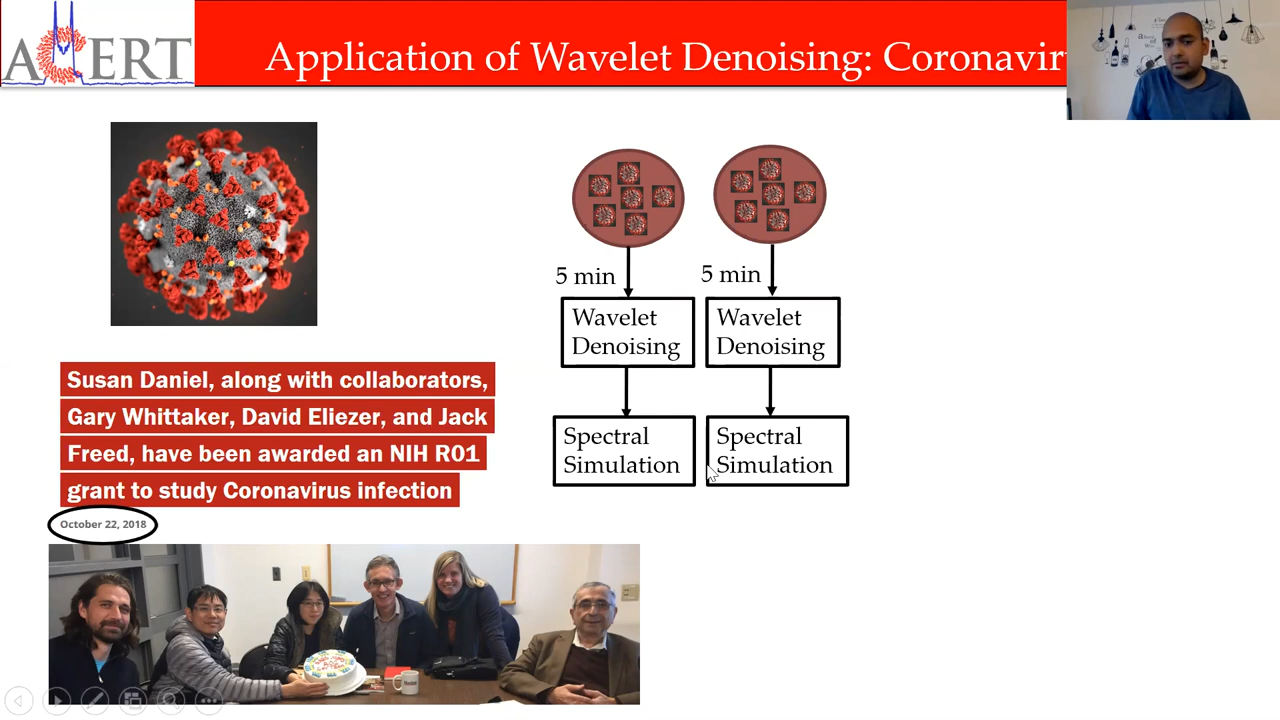 ACERT
Application of Wavelet Denoising: Coronavir
5 min
5 min
Wavelet
Denoising
Wavelet
Denoising
Spectral
Simulation
Spectral
Simulation
Susan Daniel, along with collaborators,
Gary Whittaker, David Eliezer, and Jack
Freed, have been awarded an NIH R01
grant to study Coronavirus infection
October 22, 2018